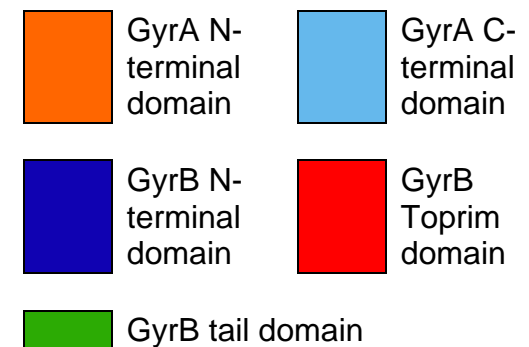 GyrA N-
terminal
domain
GyrA C-
terminal
domain
GyrB N-
terminal
domain
GyrB
Toprim
domain
GyrB tail domain